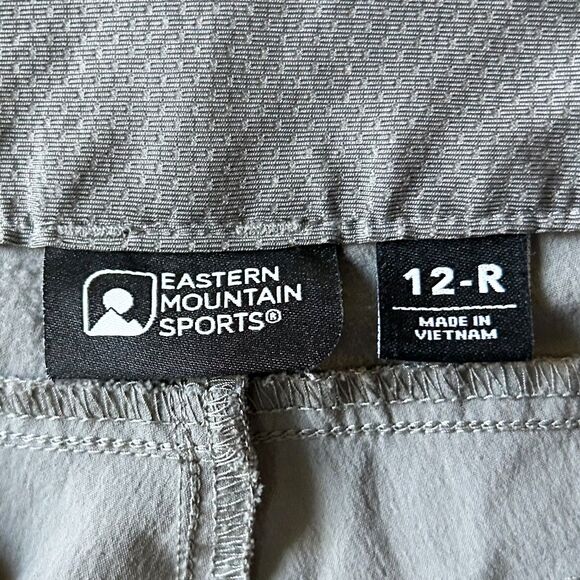 EASTERN
MOUNTAIN
SPORTS®
12-R
MADE IN
VIETNAM